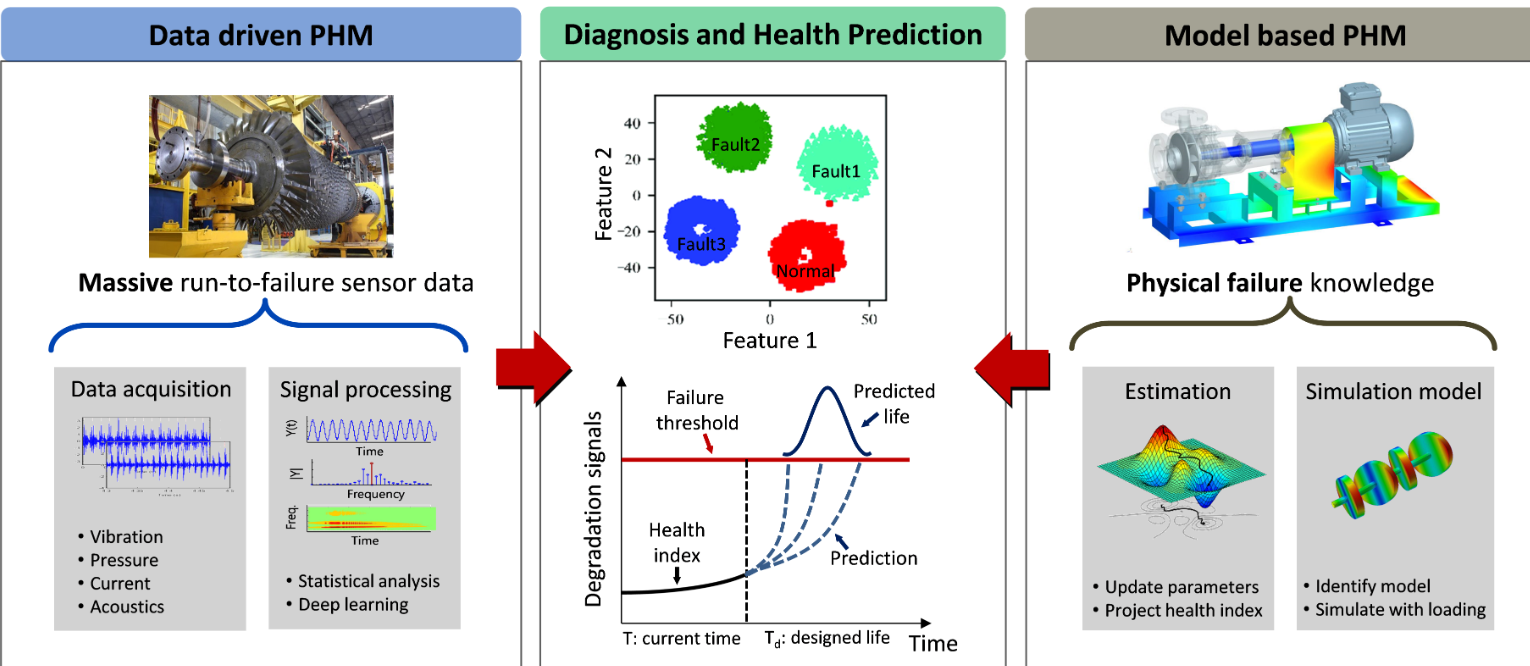 Data driven PHM
Massive run-to-failure sensor data
Data acquisition
• Vibration
• Pressure
• Current
• Acoustics
Signal processing
Y(t)
Time
|Y|
Frequency
Freq.
Time
• Statistical analysis
• Deep learning
Diagnosis and Health Prediction
Feature 2
40
20
0
−20
−40
Fault2
Fault1
Fault3
Normal
50
0
50
Feature 1
Degradation signals
Failure
threshold
Predicted
life
Health
index
Prediction
T: current time
Td: designed life
Time
Model based PHM
Physical failure knowledge
Estimation
• Update parameters
• Project health index
Simulation model
• Identify model
• Simulate with loading